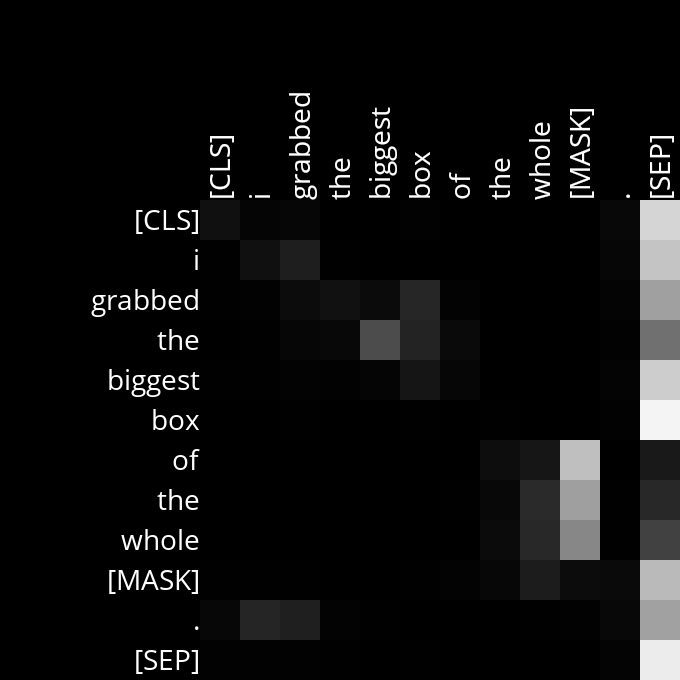 [CLS] i grabbed the biggest box of the whole [MASK] . [SEP]
[CLS]
i
grabbed
the
biggest
box
of
the
whole
[MASK]
.
[SEP]